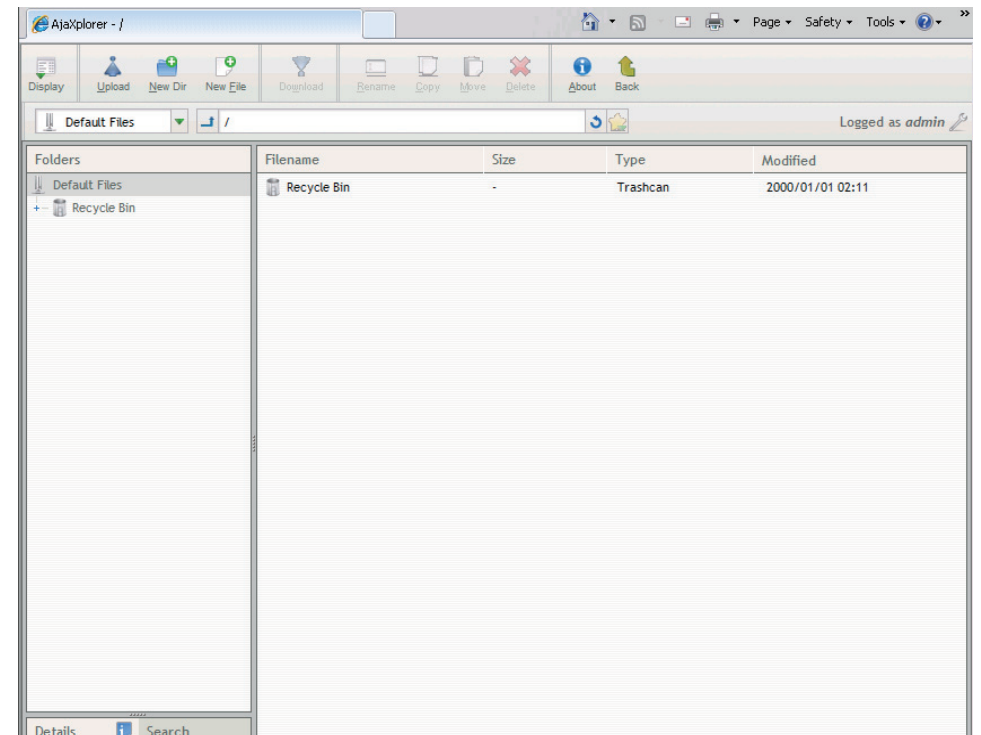 AjaXplorer - /
Page Safety Tools »
Display Upload New Dir New File Download Rename Copy Move Delete About Back
Default Files / Logged as admin
Folders
Default Files
Recycle Bin
Filename Size Type Modified
Recycle Bin - Trashcan 2000/01/01 02:11
Details Search